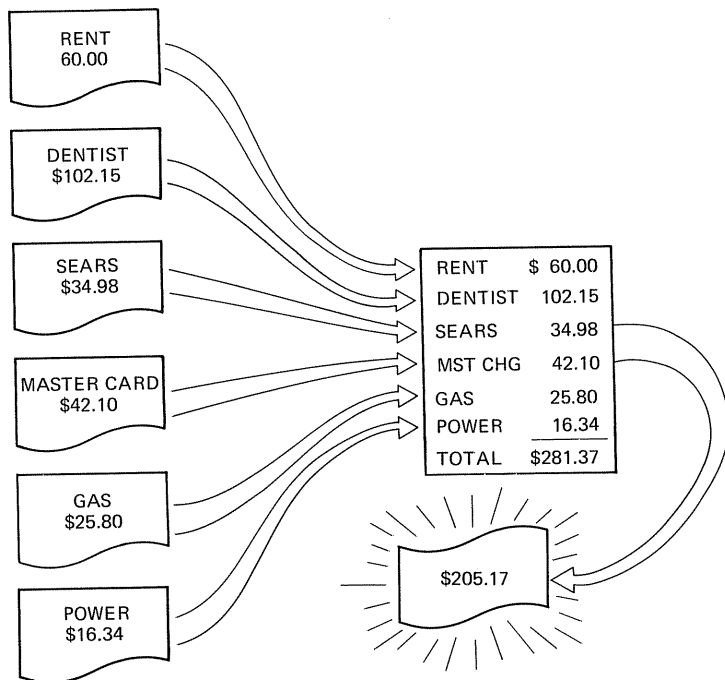 RENT
60.00
DENTIST
$102.15
SEARS
$34.98
MASTER CARD
$42.10
GAS
$25.80
POWER
$16.34
RENT $ 60.00
DENTIST 102.15
SEARS 34.98
MST CHG 42.10
GAS 25.80
POWER 16.34
TOTAL $281.37
$205.17